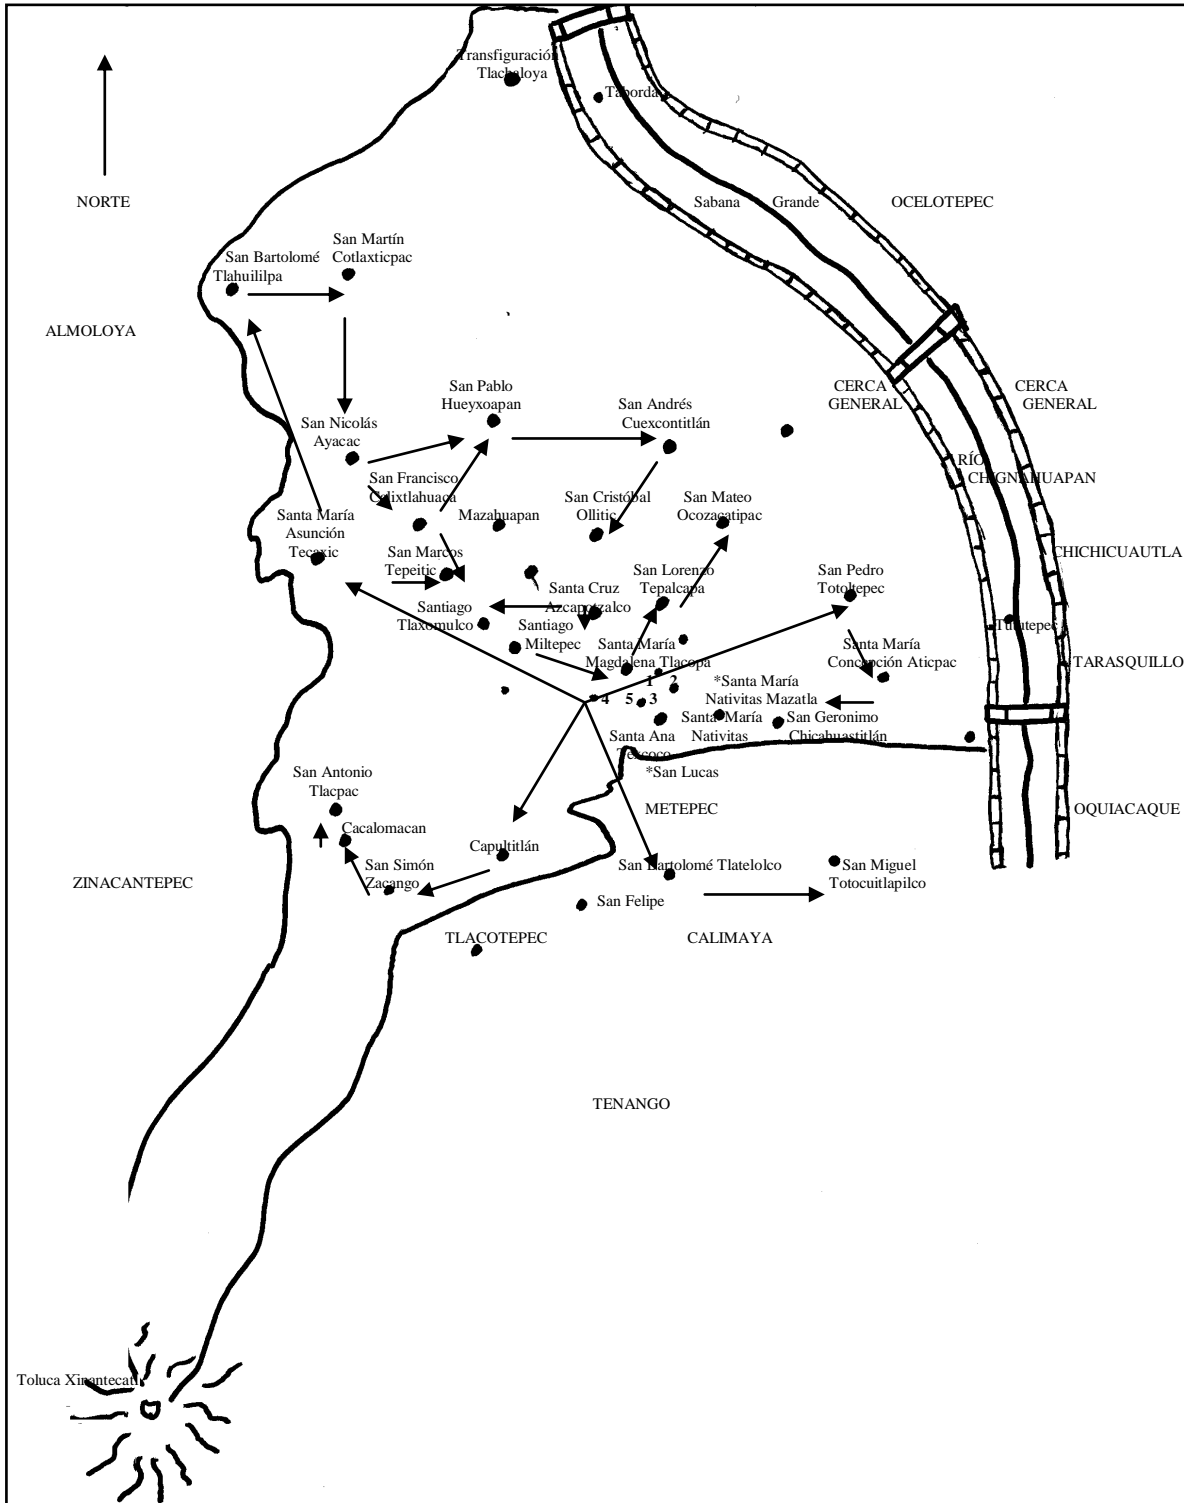 Transfiguración
Tlachaloya
Taborda
NORTE
Sabana Grande
OCELOTEPEC
San Martín
Cotlaxticpac
San Bartolomé
Tlahuililpa
ALMOLOYA
San Pablo
Hueyxoapan
San Andrés
Cuexcontitlán
CERCA
GENERAL
CERCA
GENERAL
San Nicolás
Ayacac
RÍO
CHIGNAHUAPAN
San Francisco
Calixtlahuaca
Mazahuapan
San Cristóbal
Ollitic
San Mateo
Ocozacatipac
Santa María
Asunción
Tecaxic
CHICHICUAUTLA
San Marcos
Tepeitic
San Lorenzo
Tepalcapa
San Pedro
Totoltepec
Santa Cruz
Azcapotzalco
Santiago
Tlaxomulco
Santiago
Miltepec
Tultepec
Santa María
Magdalena Tlacopa
Santa María
Concepción Aticpac
TARASQUILLO
1 2
*Santa María
Nativitas Mazatla
4 5 3
Santa María
Nativitas
San Geronimo
Chicahuastitlán
Santa Ana
Texcoco
*San Lucas
San Antonio
Tlacpac
METEPEC
OQUIACAQUE
Cacalomacan
Capultitlán
San Simón
Zacango
San Bartolomé Tlatelolco
San Miguel
Totocuitlapilco
ZINACANTEPEC
San Felipe
TLACOTEPEC
CALIMAYA
TENANGO
Toluca Xinantecatl